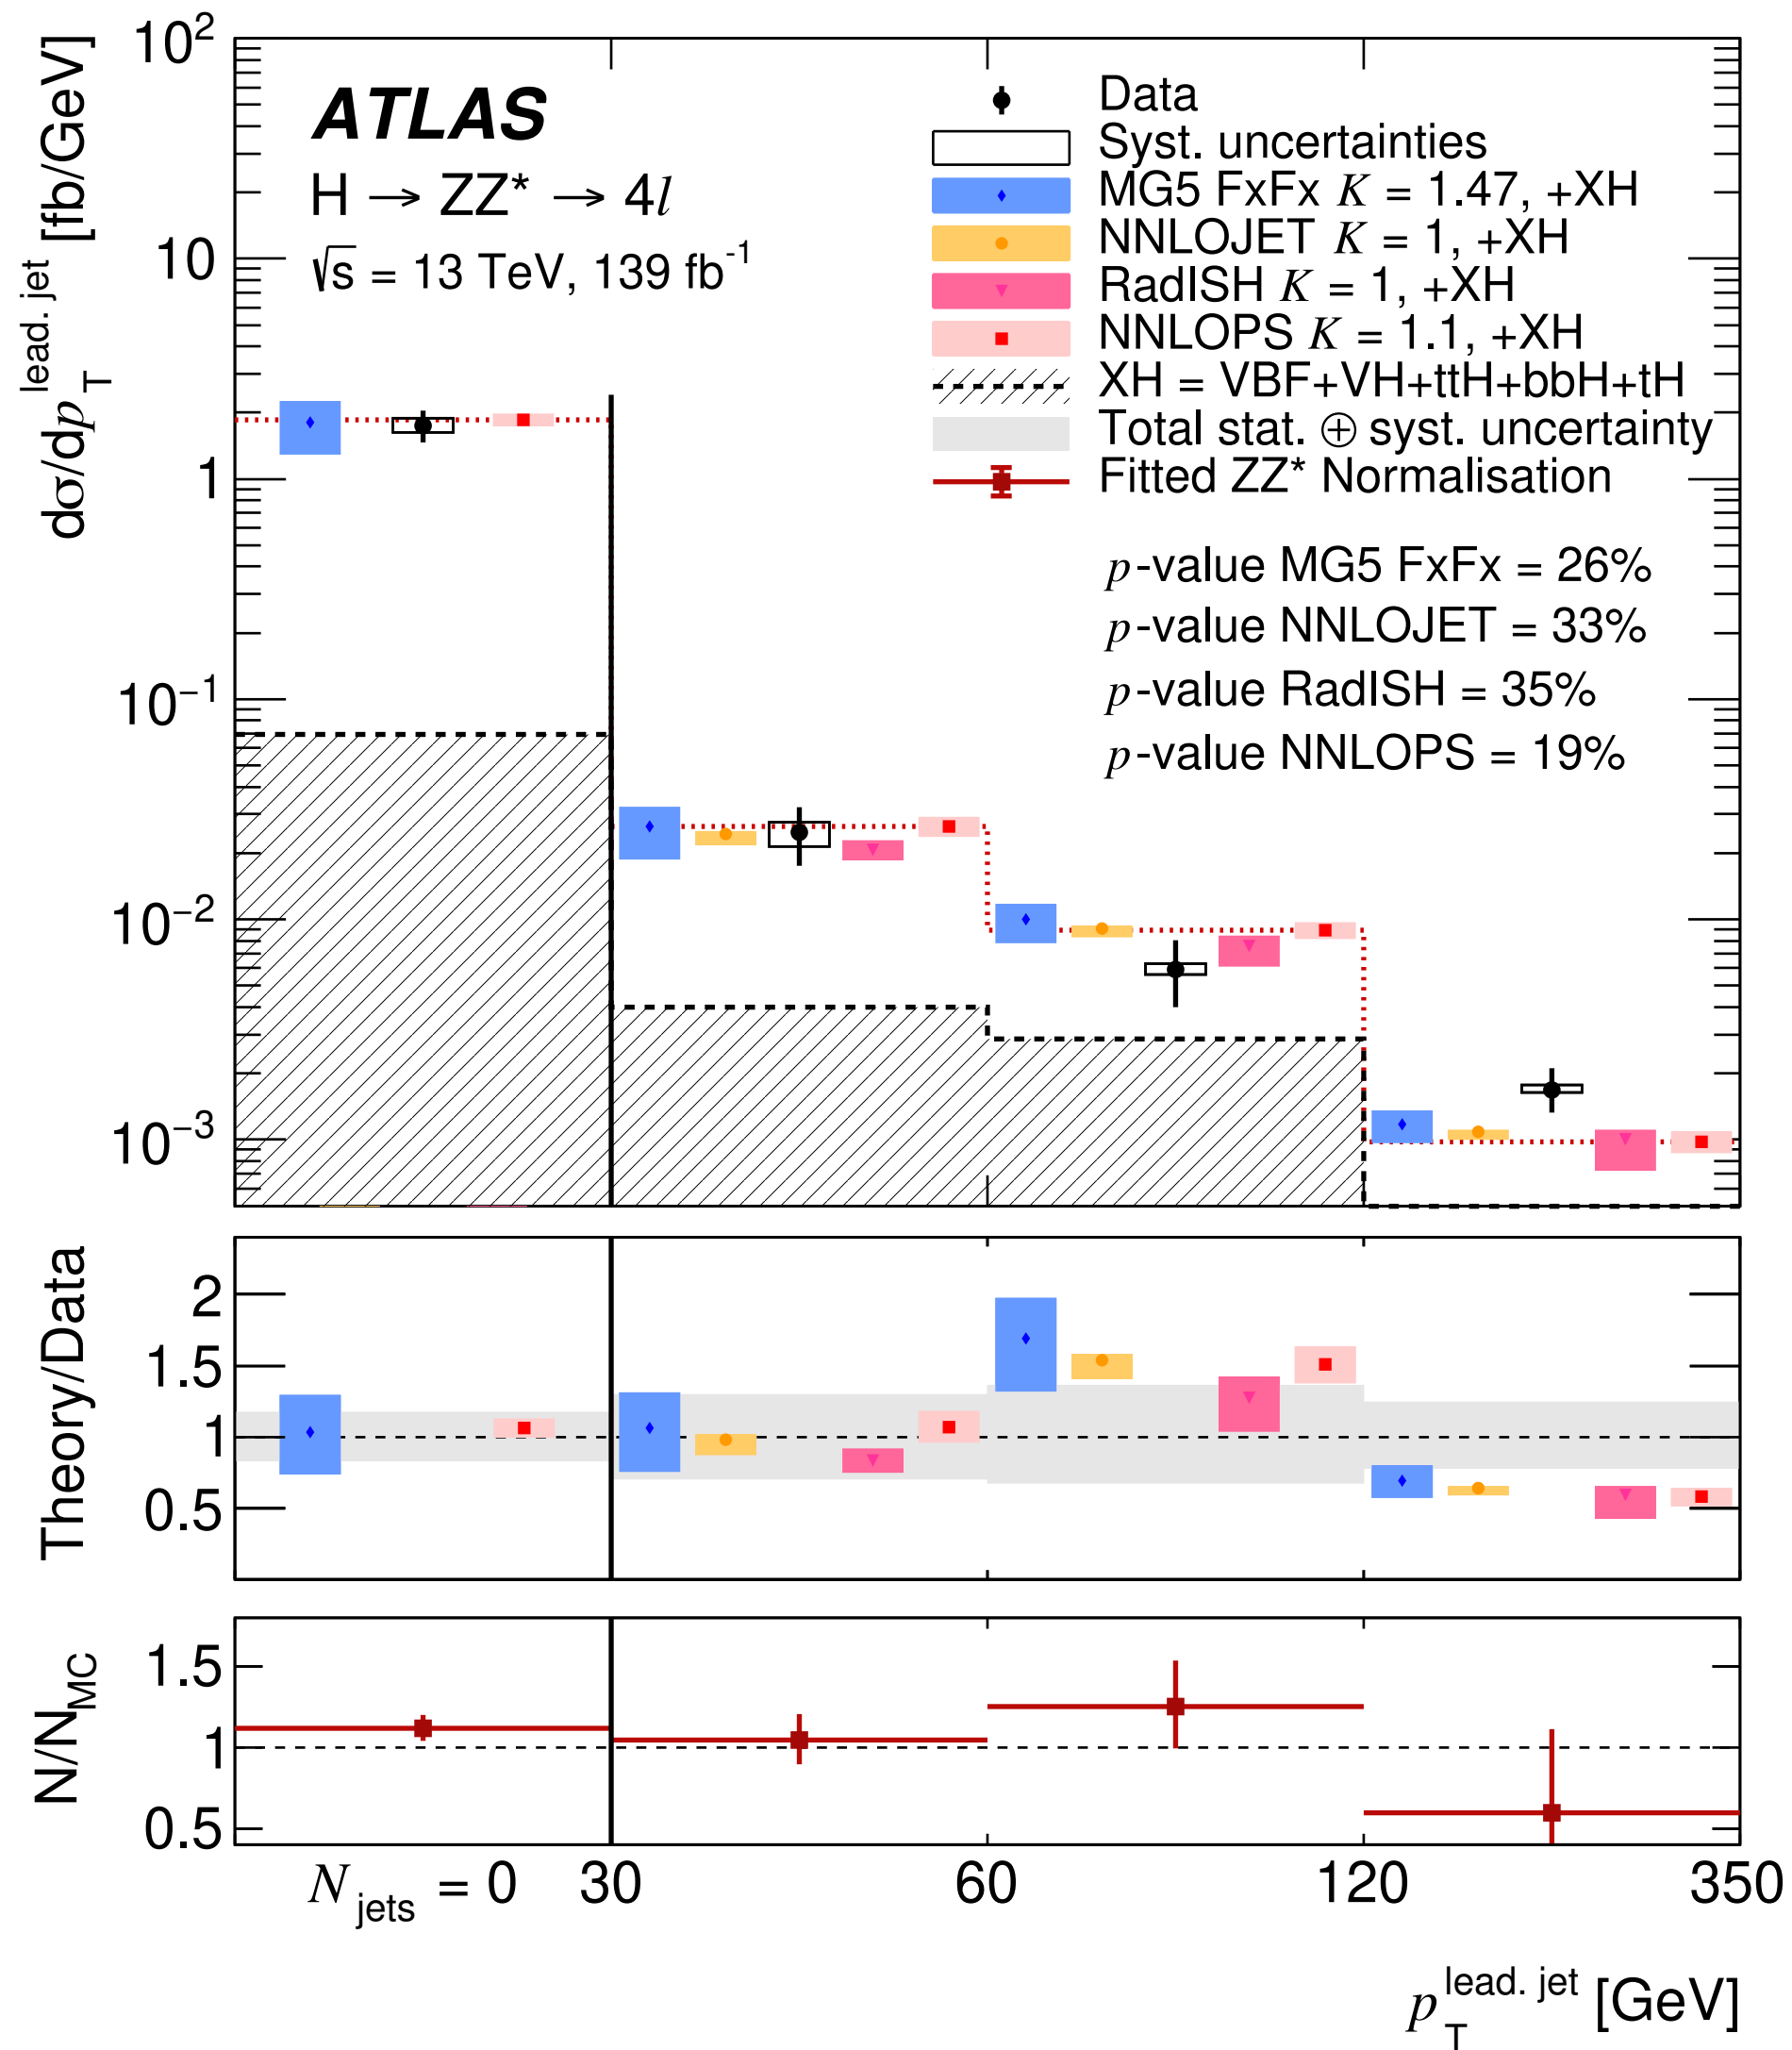 dσ/dp_T^lead. jet [fb/GeV]
10²
10
1
10⁻¹
10⁻²
10⁻³
ATLAS
H → ZZ* → 4l
√s = 13 TeV, 139 fb⁻¹
Data
Syst. uncertainties
MG5 FxFx K = 1.47, +XH
NNLOJET K = 1, +XH
RadISH K = 1, +XH
NNLOPS K = 1.1, +XH
XH = VBF+VH+ttH+bbH+tH
Total stat. ⊕ syst. uncertainty
Fitted ZZ* Normalisation
p-value MG5 FxFx = 26%
p-value NNLOJET = 33%
p-value RadISH = 35%
p-value NNLOPS = 19%
Theory/Data
2
1.5
1
0.5
N/N_MC
1.5
1
0.5
N_jets = 0 30 60 120 350
p_T^lead. jet [GeV]